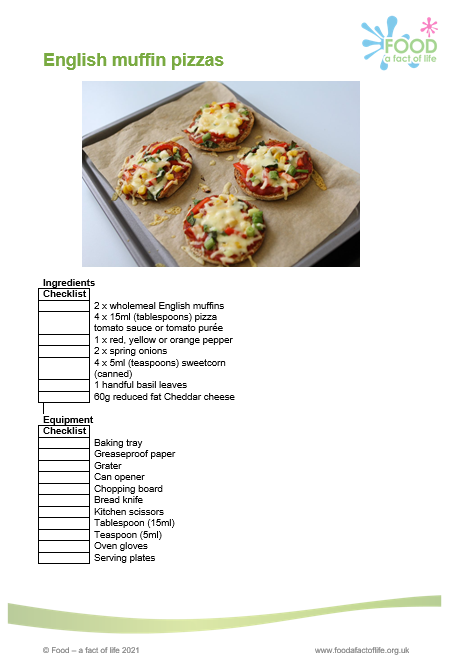 FOOD
a fact of life
English muffin pizzas
Ingredients
Checklist
2 x wholemeal English muffins
4 x 15ml (tablespoons) pizza
tomato sauce or tomato purée
1 x red, yellow or orange pepper
2 x spring onions
4 x 5ml (teaspoons) sweetcorn
(canned)
1 handful basil leaves
60g reduced fat Cheddar cheese
Equipment
Checklist
Baking tray
Greaseproof paper
Grater
Can opener
Chopping board
Bread knife
Kitchen scissors
Tablespoon (15ml)
Teaspoon (5ml)
Oven gloves
Serving plates
© Food – a fact of life 2021
www.foodafactoflife.org.uk